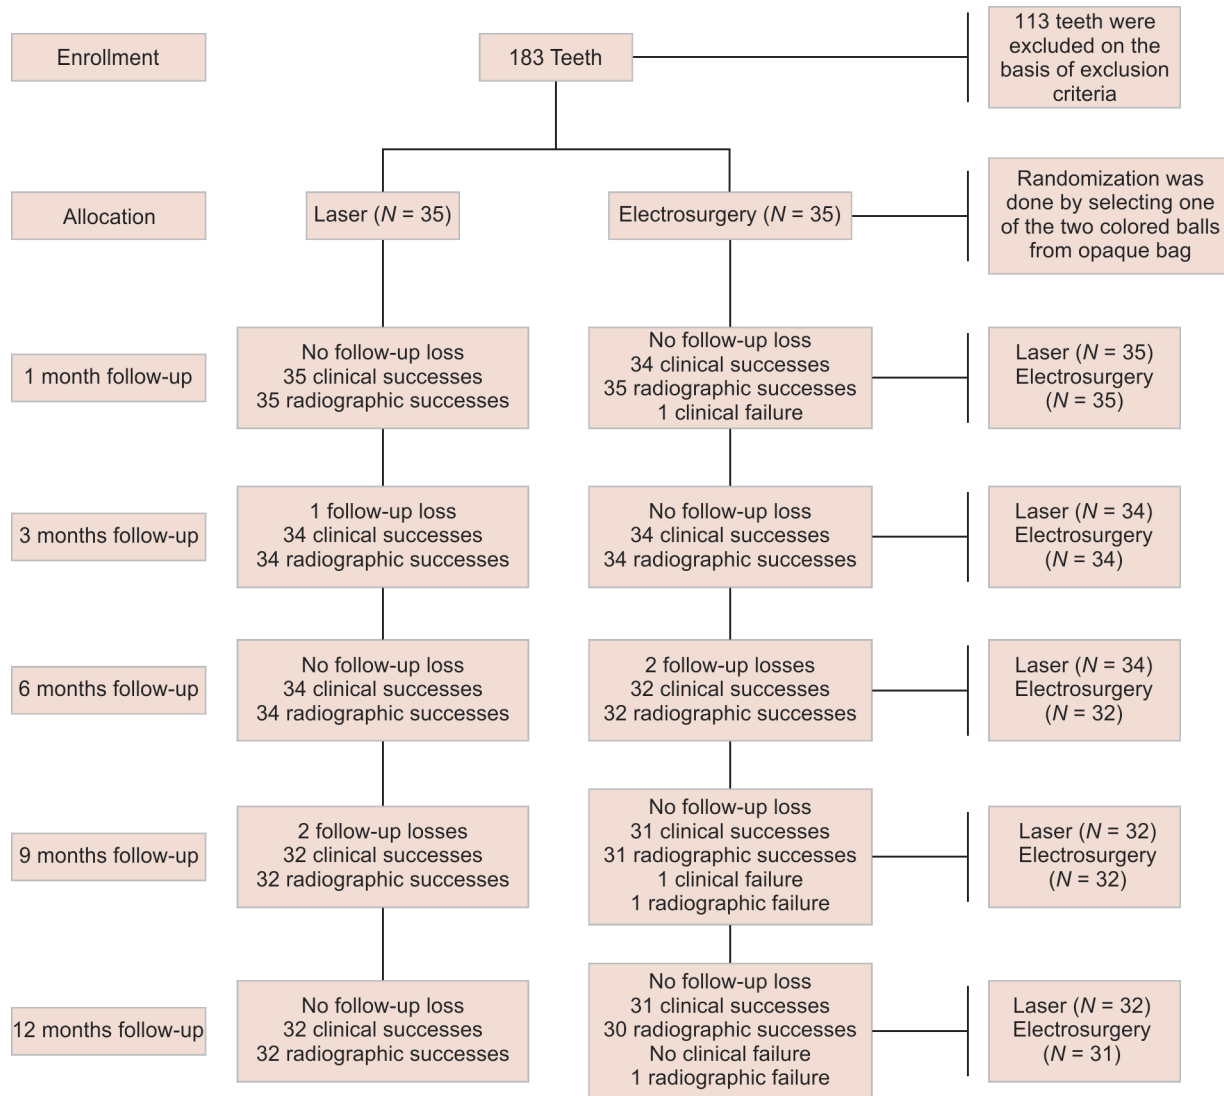 Enrollment
183 Teeth
113 teeth were
excluded on the
basis of exclusion
criteria
Allocation
Laser (N = 35)
Electrosurgery (N = 35)
Randomization was
done by selecting one
of the two colored balls
from opaque bag
1 month follow-up
No follow-up loss
35 clinical successes
35 radiographic successes
No follow-up loss
34 clinical successes
35 radiographic successes
1 clinical failure
Laser (N = 35)
Electrosurgery
(N = 35)
3 months follow-up
1 follow-up loss
34 clinical successes
34 radiographic successes
No follow-up loss
34 clinical successes
34 radiographic successes
Laser (N = 34)
Electrosurgery
(N = 34)
6 months follow-up
No follow-up loss
34 clinical successes
34 radiographic successes
2 follow-up losses
32 clinical successes
32 radiographic successes
Laser (N = 34)
Electrosurgery
(N = 32)
9 months follow-up
2 follow-up losses
32 clinical successes
32 radiographic successes
No follow-up loss
31 clinical successes
31 radiographic successes
1 clinical failure
1 radiographic failure
Laser (N = 32)
Electrosurgery
(N = 32)
12 months follow-up
No follow-up loss
32 clinical successes
32 radiographic successes
No follow-up loss
31 clinical successes
30 radiographic successes
No clinical failure
1 radiographic failure
Laser (N = 32)
Electrosurgery
(N = 31)